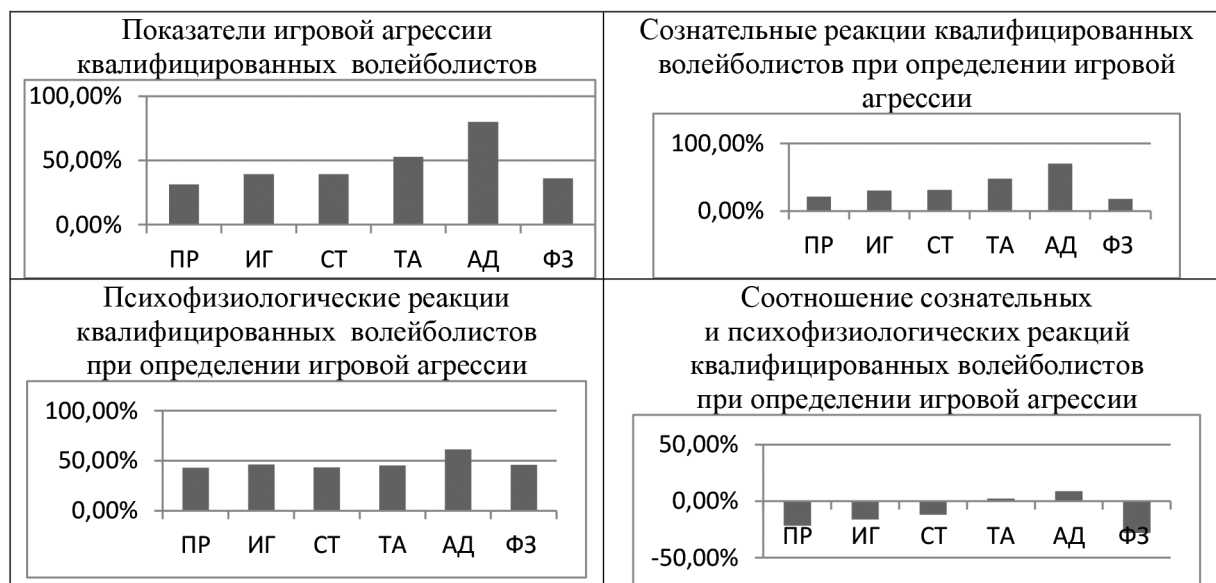 Показатели игровой агрессии
квалифицированных волейболистов
100,00%
50,00%
0,00%
ПР ИГ СТ ТА АД ФЗ
Сознательные реакции квалифицированных
волейболистов при определении игровой
агрессии
100,00%
0,00%
ПР ИГ СТ ТА АД ФЗ
Психофизиологические реакции
квалифицированных волейболистов
при определении игровой агрессии
100,00%
50,00%
0,00%
ПР ИГ СТ ТА АД ФЗ
Соотношение сознательных
и психофизиологических реакций
квалифицированных волейболистов
при определении игровой агрессии
50,00%
0,00%
ПР ИГ СТ ТА АД ФЗ
-50,00%